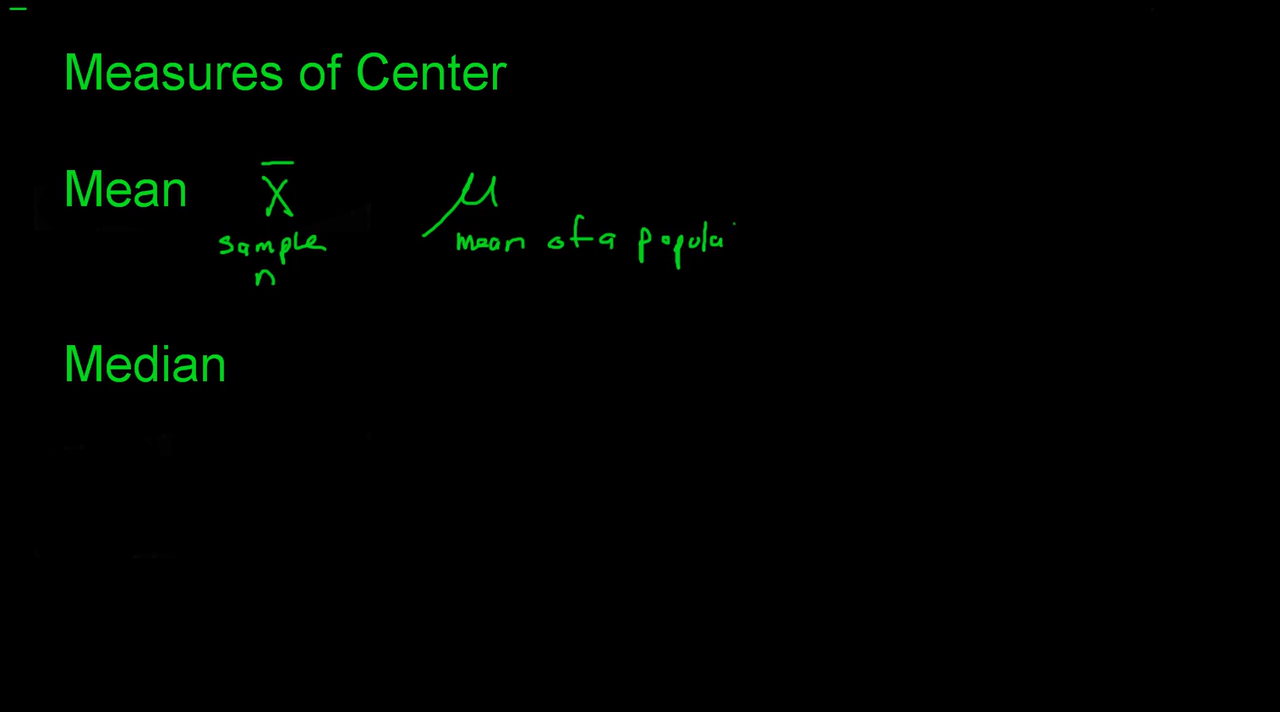 Measures of Center
Mean X̄ μ
sample mean of a popula
n
Median